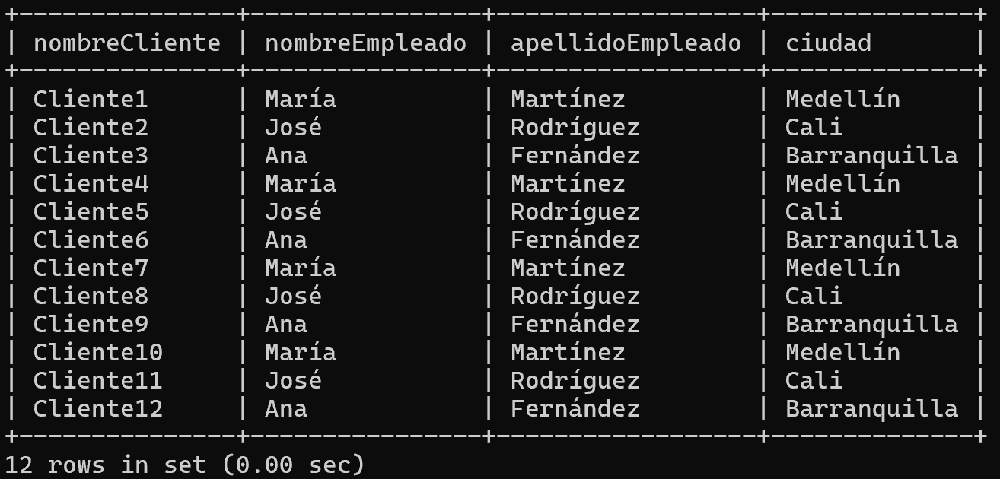 +---------------+----------------+------------------+--------------+
| nombreCliente | nombreEmpleado | apellidoEmpleado | ciudad       |
+---------------+----------------+------------------+--------------+
| Cliente1      | María          | Martínez         | Medellín     |
| Cliente2      | José           | Rodríguez        | Cali         |
| Cliente3      | Ana            | Fernández        | Barranquilla |
| Cliente4      | María          | Martínez         | Medellín     |
| Cliente5      | José           | Rodríguez        | Cali         |
| Cliente6      | Ana            | Fernández        | Barranquilla |
| Cliente7      | María          | Martínez         | Medellín     |
| Cliente8      | José           | Rodríguez        | Cali         |
| Cliente9      | Ana            | Fernández        | Barranquilla |
| Cliente10     | María          | Martínez         | Medellín     |
| Cliente11     | José           | Rodríguez        | Cali         |
| Cliente12     | Ana            | Fernández        | Barranquilla |
+---------------+----------------+------------------+--------------+
12 rows in set (0.00 sec)